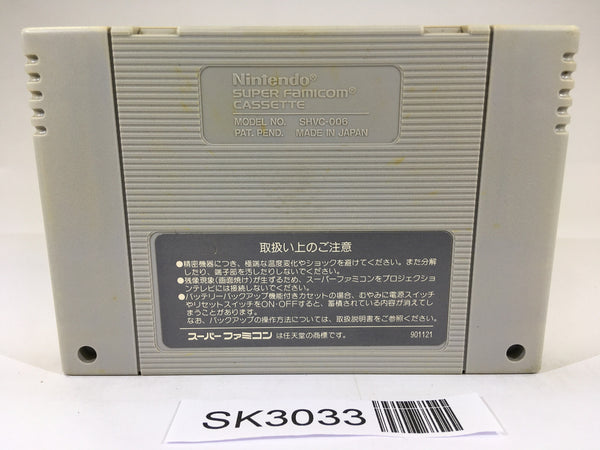 Nintendo®
SUPER FAMICOM®
CASSETTE
MODEL NO. SHVC-006
PAT. PEND. MADE IN JAPAN
取扱い上のご注意
●精密機器につき、極端な温度変化やショックを避けてください。また分解
したり、端子部を汚したりしないでください。
●残像現象(画面焼け)が生ずるため、スーパーファミコンをプロジェクショ
ンテレビには接続しないでください。
●バッテリーバックアップ機能付きカセットの場合、むやみに電源スイッチ
やリセットスイッチをON・OFFすると、蓄積されている内容が消えてし
まうことがあります。
なお、バックアップの操作方法については、取扱説明書をご参照ください。
スーパーファミコン は任天堂の商標です。 901121
SK3033